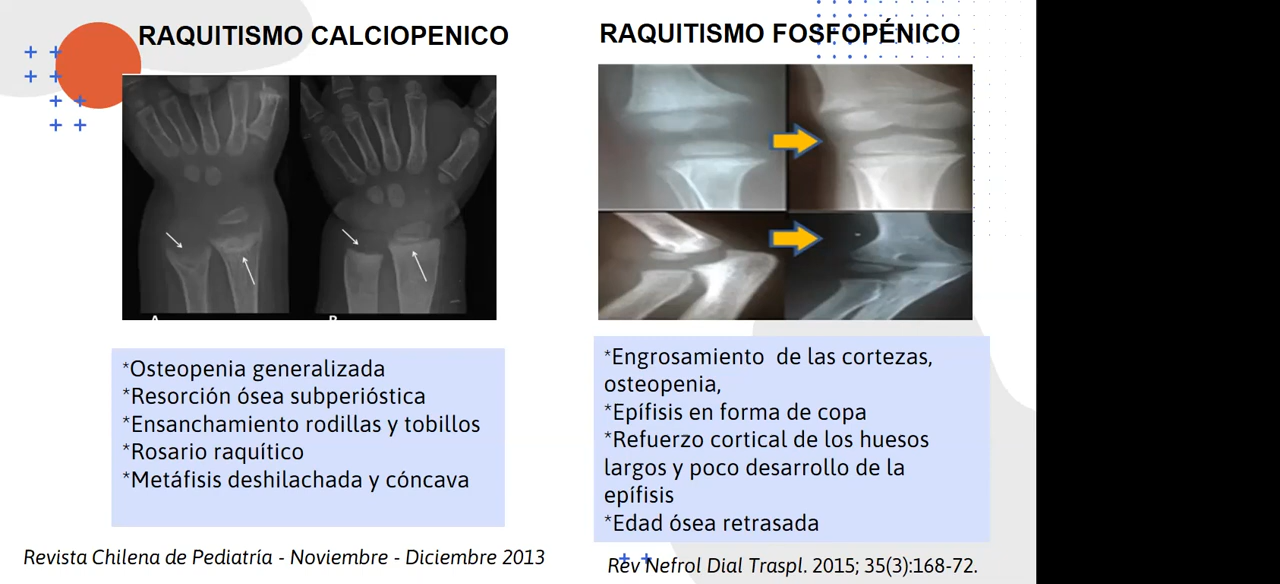 RAQUITISMO CALCIOPENICO
*Osteopenia generalizada
*Resorción ósea subperióstica
*Ensanchamiento rodillas y tobillos
*Rosario raquítico
*Metáfisis deshilachada y cóncava
Revista Chilena de Pediatría - Noviembre - Diciembre 2013
RAQUITISMO FOSFOPÉNICO
*Engrosamiento de las cortezas,
osteopenia,
*Epífisis en forma de copa
*Refuerzo cortical de los huesos
largos y poco desarrollo de la
epífisis
*Edad ósea retrasada
Rev Nefrol Dial Traspl. 2015; 35(3):168-72.